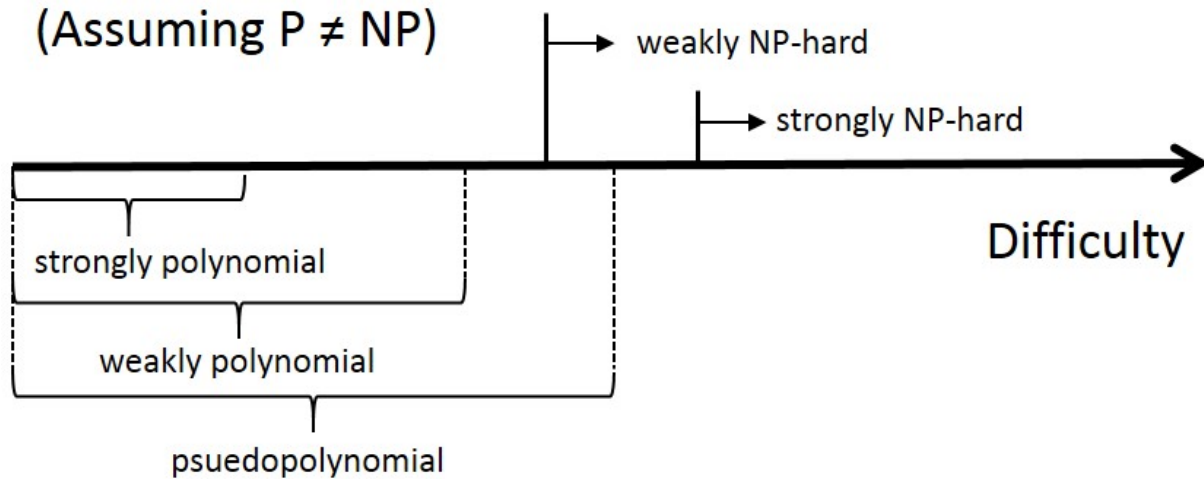 (Assuming P ≠ NP)
weakly NP-hard
strongly NP-hard
Difficulty
strongly polynomial
weakly polynomial
psuedopolynomial